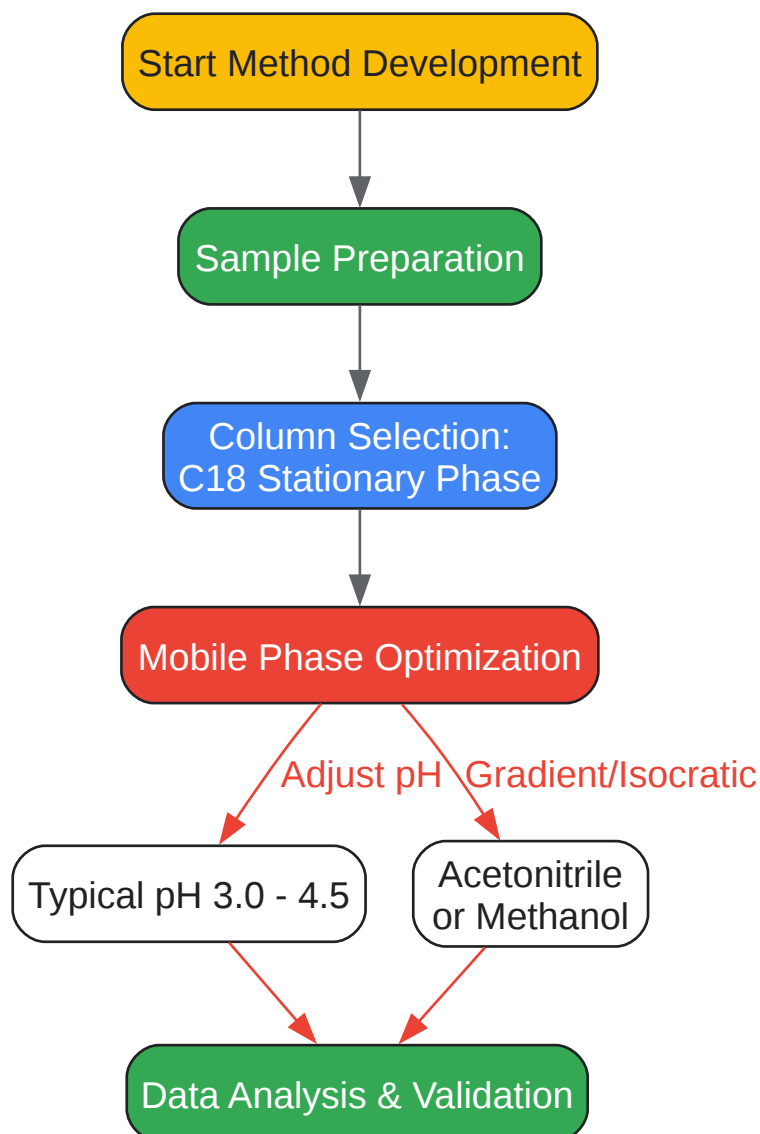 Start Method Development
Sample Preparation
Column Selection:
C18 Stationary Phase
Mobile Phase Optimization
Adjust pH
Gradient/Isocratic
Typical pH 3.0 - 4.5
Acetonitrile
or Methanol
Data Analysis & Validation